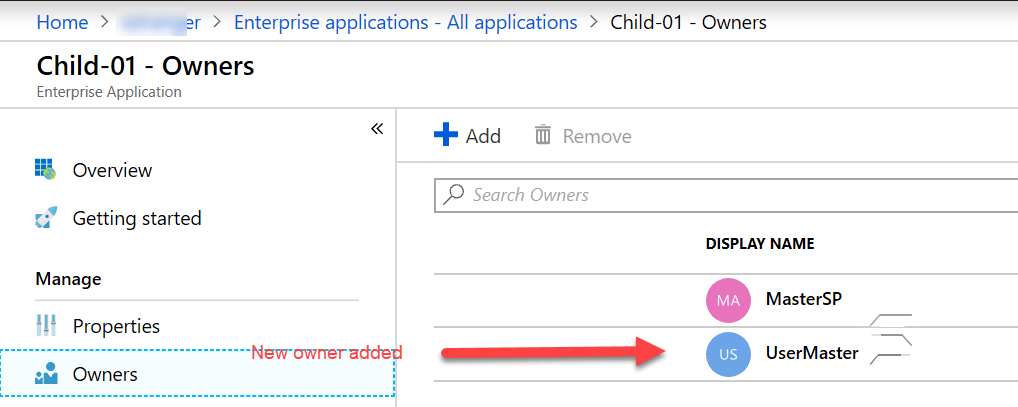 Home > Enterprise applications - All applications > Child-01 - Owners
Child-01 - Owners
Enterprise Application
«
Overview
Getting started
Manage
Properties
Owners
Add
Remove
Search Owners
DISPLAY NAME
MA MasterSP
New owner added
US UserMaster